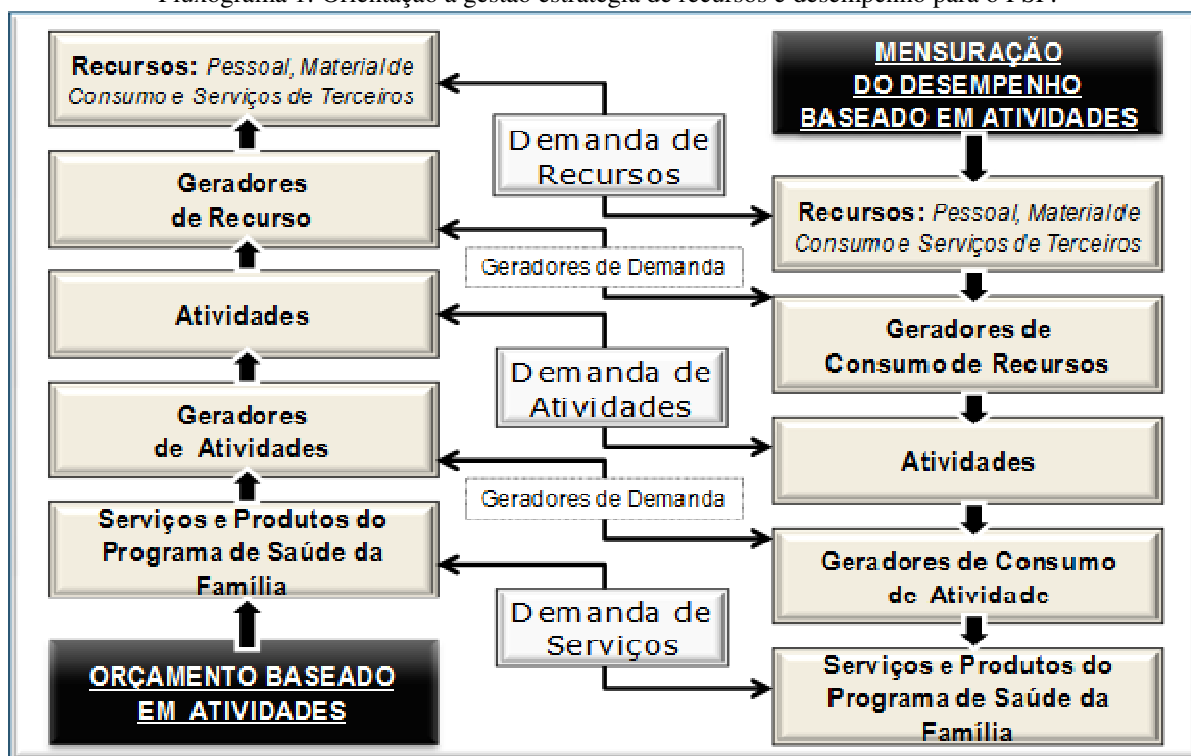 1. Orientação à gestão estratégia de recursos e desempenho para o PSF.
Recursos: Pessoal, Material de
Consumo e Serviços de Terceiros
Geradores
de Recurso
Atividades
Geradores
de Atividades
Serviços e Produtos do
Programa de Saúde da
Família
ORÇAMENTO BASEADO
EM ATIVIDADES
Demanda de
Recursos
Geradores de Demanda
Demanda de
Atividades
Geradores de Demanda
Demanda de
Serviços
MENSURAÇÃO
DO DESEMPENHO
BASEADO EM ATIVIDADES
Recursos: Pessoal, Material de
Consumo e Serviços de Terceiros
Geradores de
Consumo de Recursos
Atividades
Geradores de Consumo
de Atividade
Serviços e Produtos do
Programa de Saúde da
Família